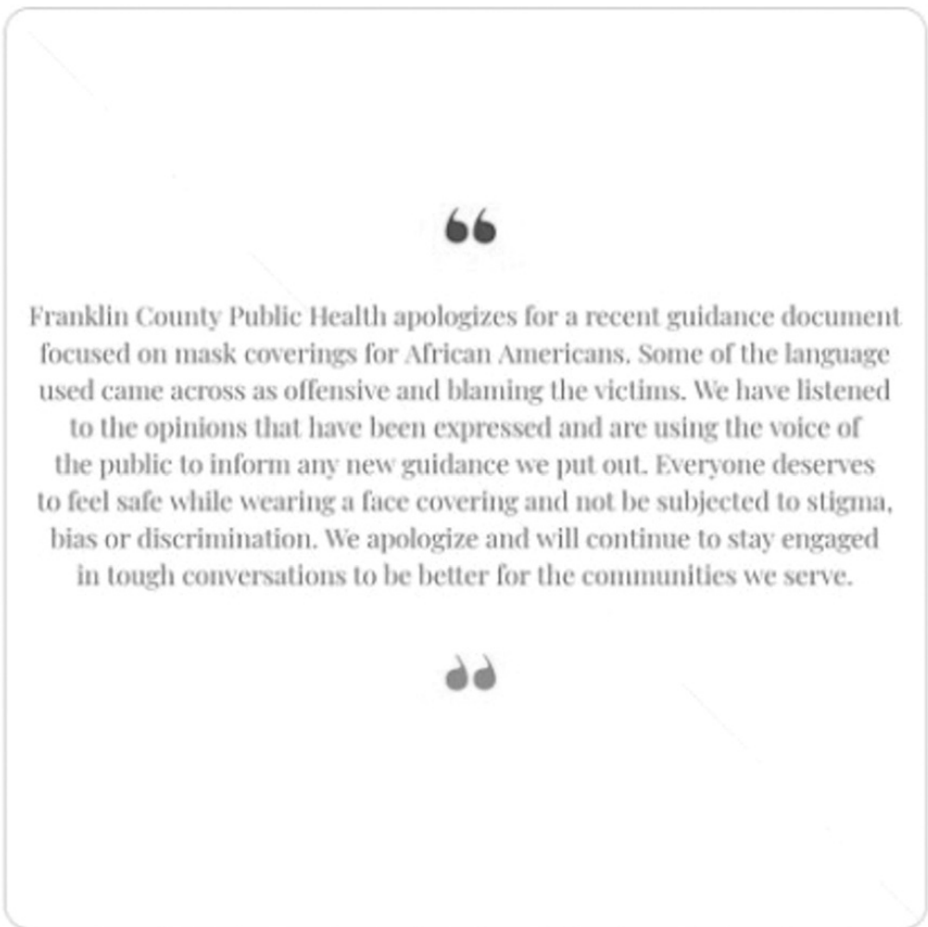 “
Franklin County Public Health apologizes for a recent guidance document
focused on mask coverings for African Americans. Some of the language
used came across as offensive and blaming the victims. We have listened
to the opinions that have been expressed and are using the voice of
the public to inform any new guidance we put out. Everyone deserves
to feel safe while wearing a face covering and not be subjected to stigma,
bias or discrimination. We apologize and will continue to stay engaged
in tough conversations to be better for the communities we serve.
”